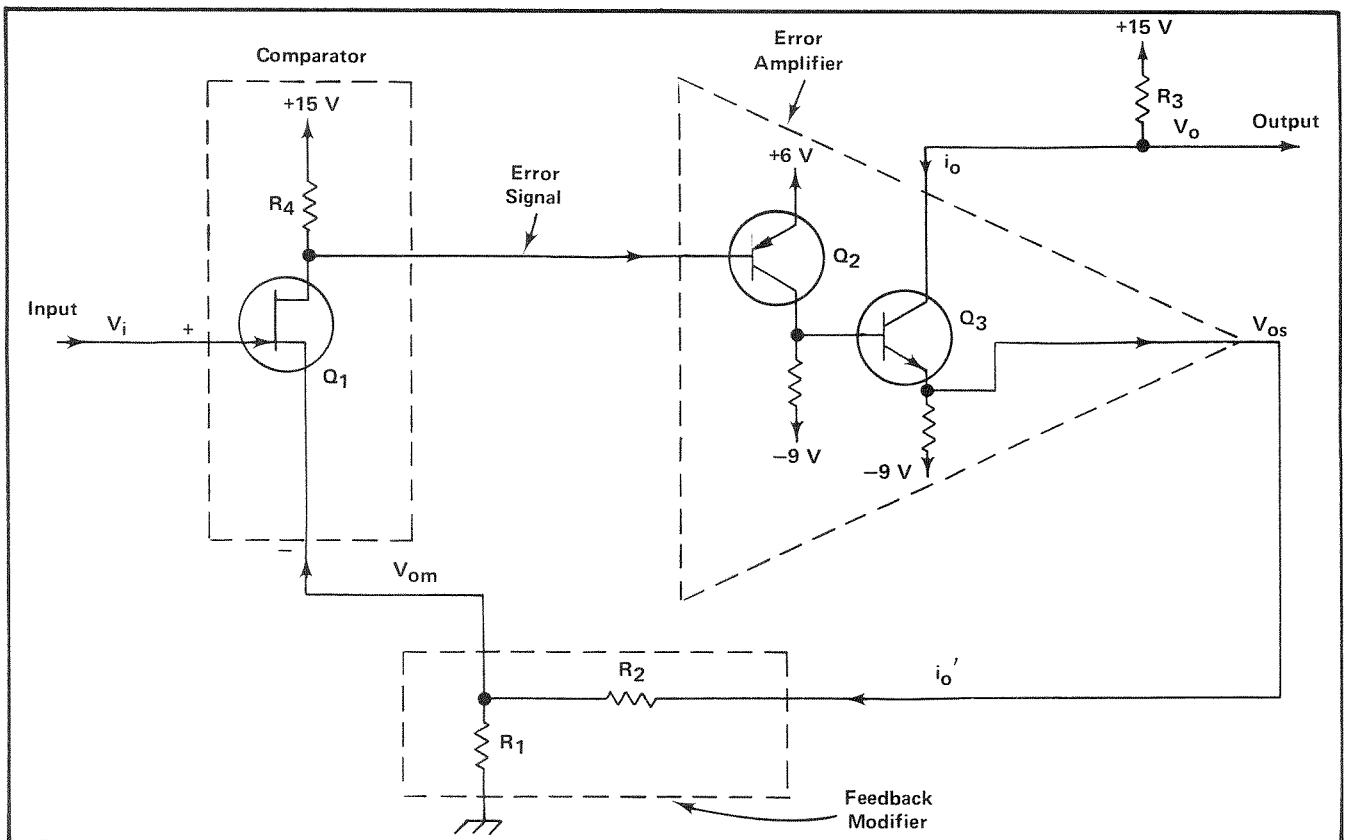 Comparator
+15 V
R4
Input
Vi
+
Q1
−
Vom
Error
Signal
Error
Amplifier
+6 V
Q2
−9 V
Q3
−9 V
+15 V
R3
Vo
Output
io
Vos
R2
io'
R1
Feedback
Modifier